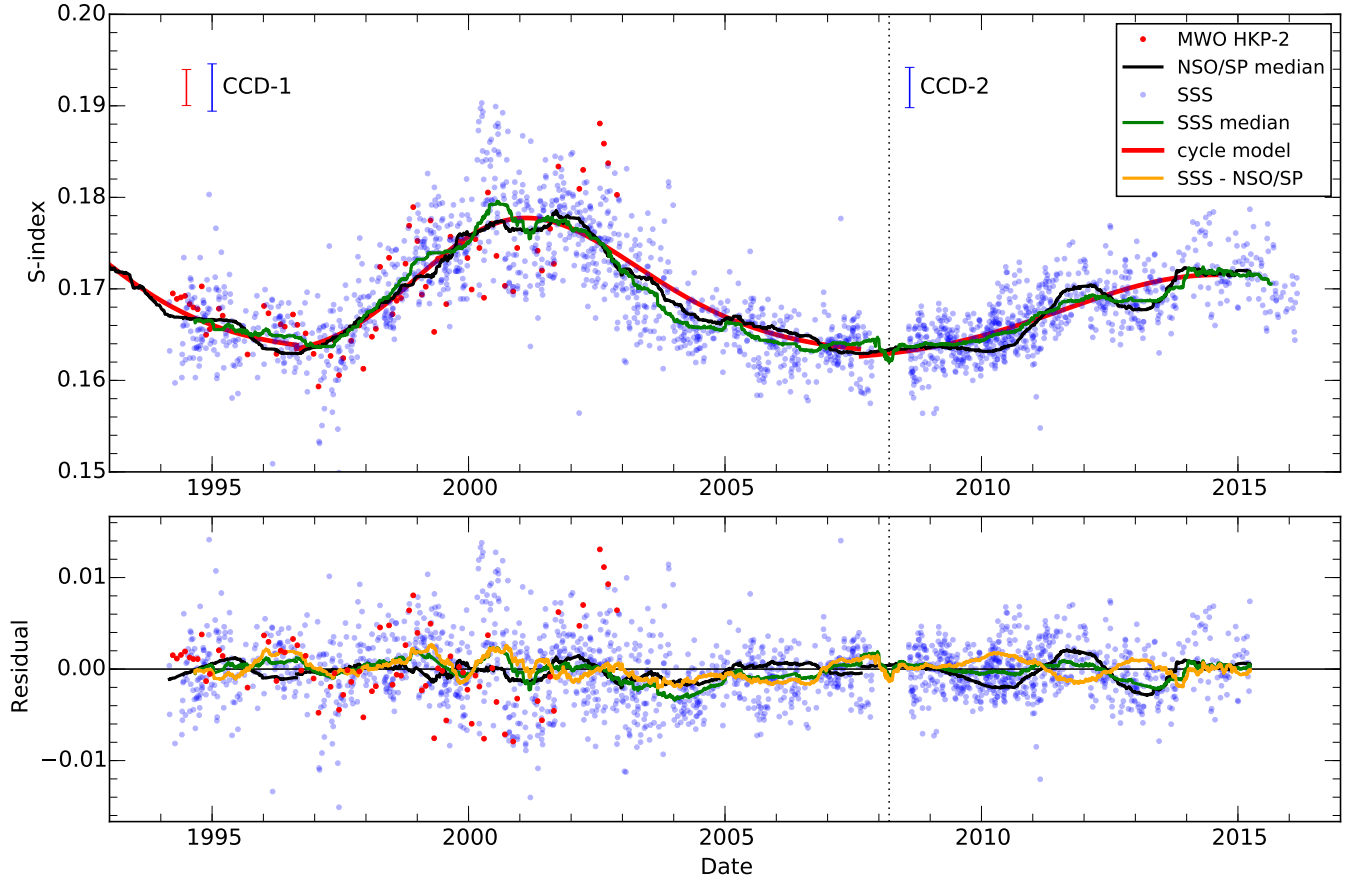 0.20
0.19
0.18
0.17
0.16
0.15
S-index
CCD-1
CCD-2
MWO HKP-2
NSO/SP median
SSS
SSS median
cycle model
SSS - NSO/SP
1995 2000 2005 2010 2015
0.01
0.00
−0.01
Residual
1995 2000 2005 2010 2015
Date